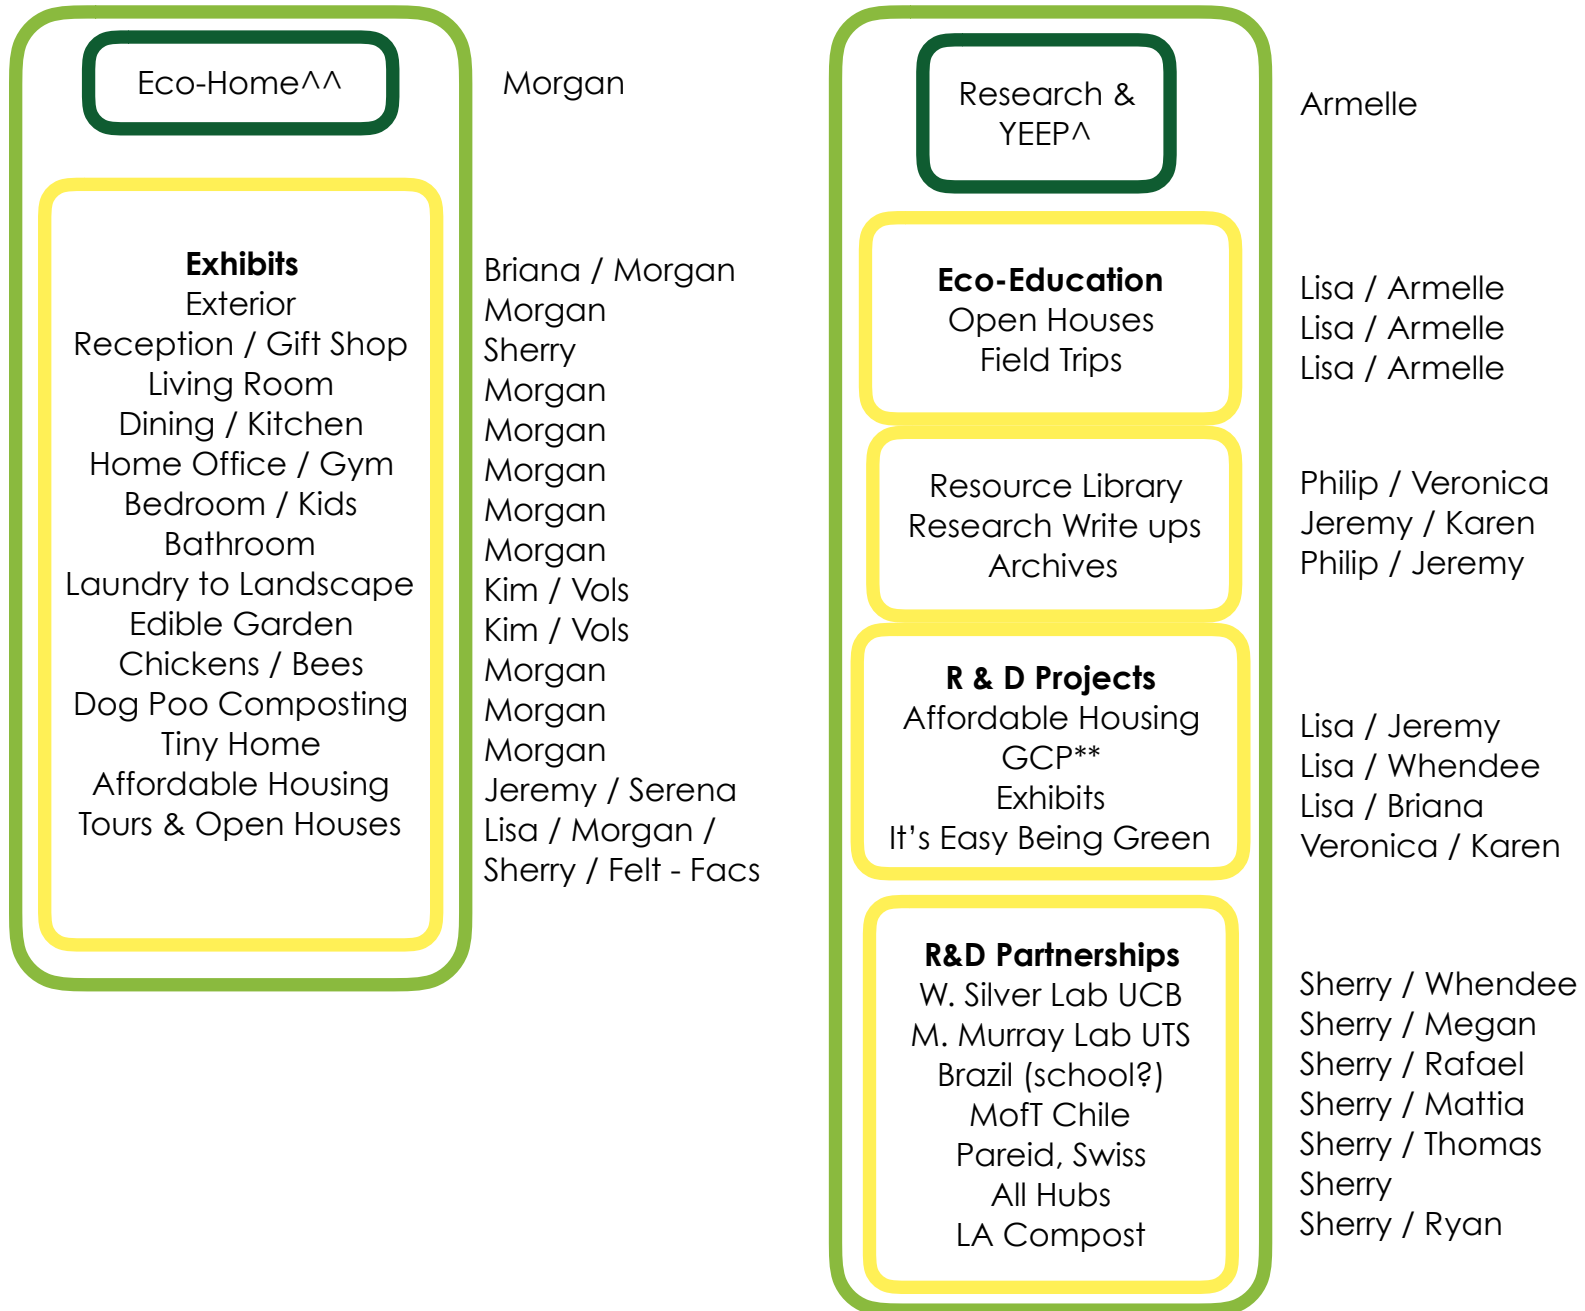 Eco-Home^^
Morgan
Exhibits
Exterior
Reception / Gift Shop
Living Room
Dining / Kitchen
Home Office / Gym
Bedroom / Kids
Bathroom
Laundry to Landscape
Edible Garden
Chickens / Bees
Dog Poo Composting
Tiny Home
Affordable Housing
Tours & Open Houses
Briana / Morgan
Morgan
Sherry
Morgan
Morgan
Morgan
Morgan
Morgan
Kim / Vols
Kim / Vols
Morgan
Morgan
Morgan
Jeremy / Serena
Lisa / Morgan /
Sherry / Felt - Facs
Research &
YEEP^
Armelle
Eco-Education
Open Houses
Field Trips
Lisa / Armelle
Lisa / Armelle
Lisa / Armelle
Resource Library
Research Write ups
Archives
Philip / Veronica
Jeremy / Karen
Philip / Jeremy
R & D Projects
Affordable Housing
GCP**
Exhibits
It’s Easy Being Green
Lisa / Jeremy
Lisa / Whendee
Lisa / Briana
Veronica / Karen
R&D Partnerships
W. Silver Lab UCB
M. Murray Lab UTS
Brazil (school?)
MofT Chile
Pareid, Swiss
All Hubs
LA Compost
Sherry / Whendee
Sherry / Megan
Sherry / Rafael
Sherry / Mattia
Sherry / Thomas
Sherry
Sherry / Ryan